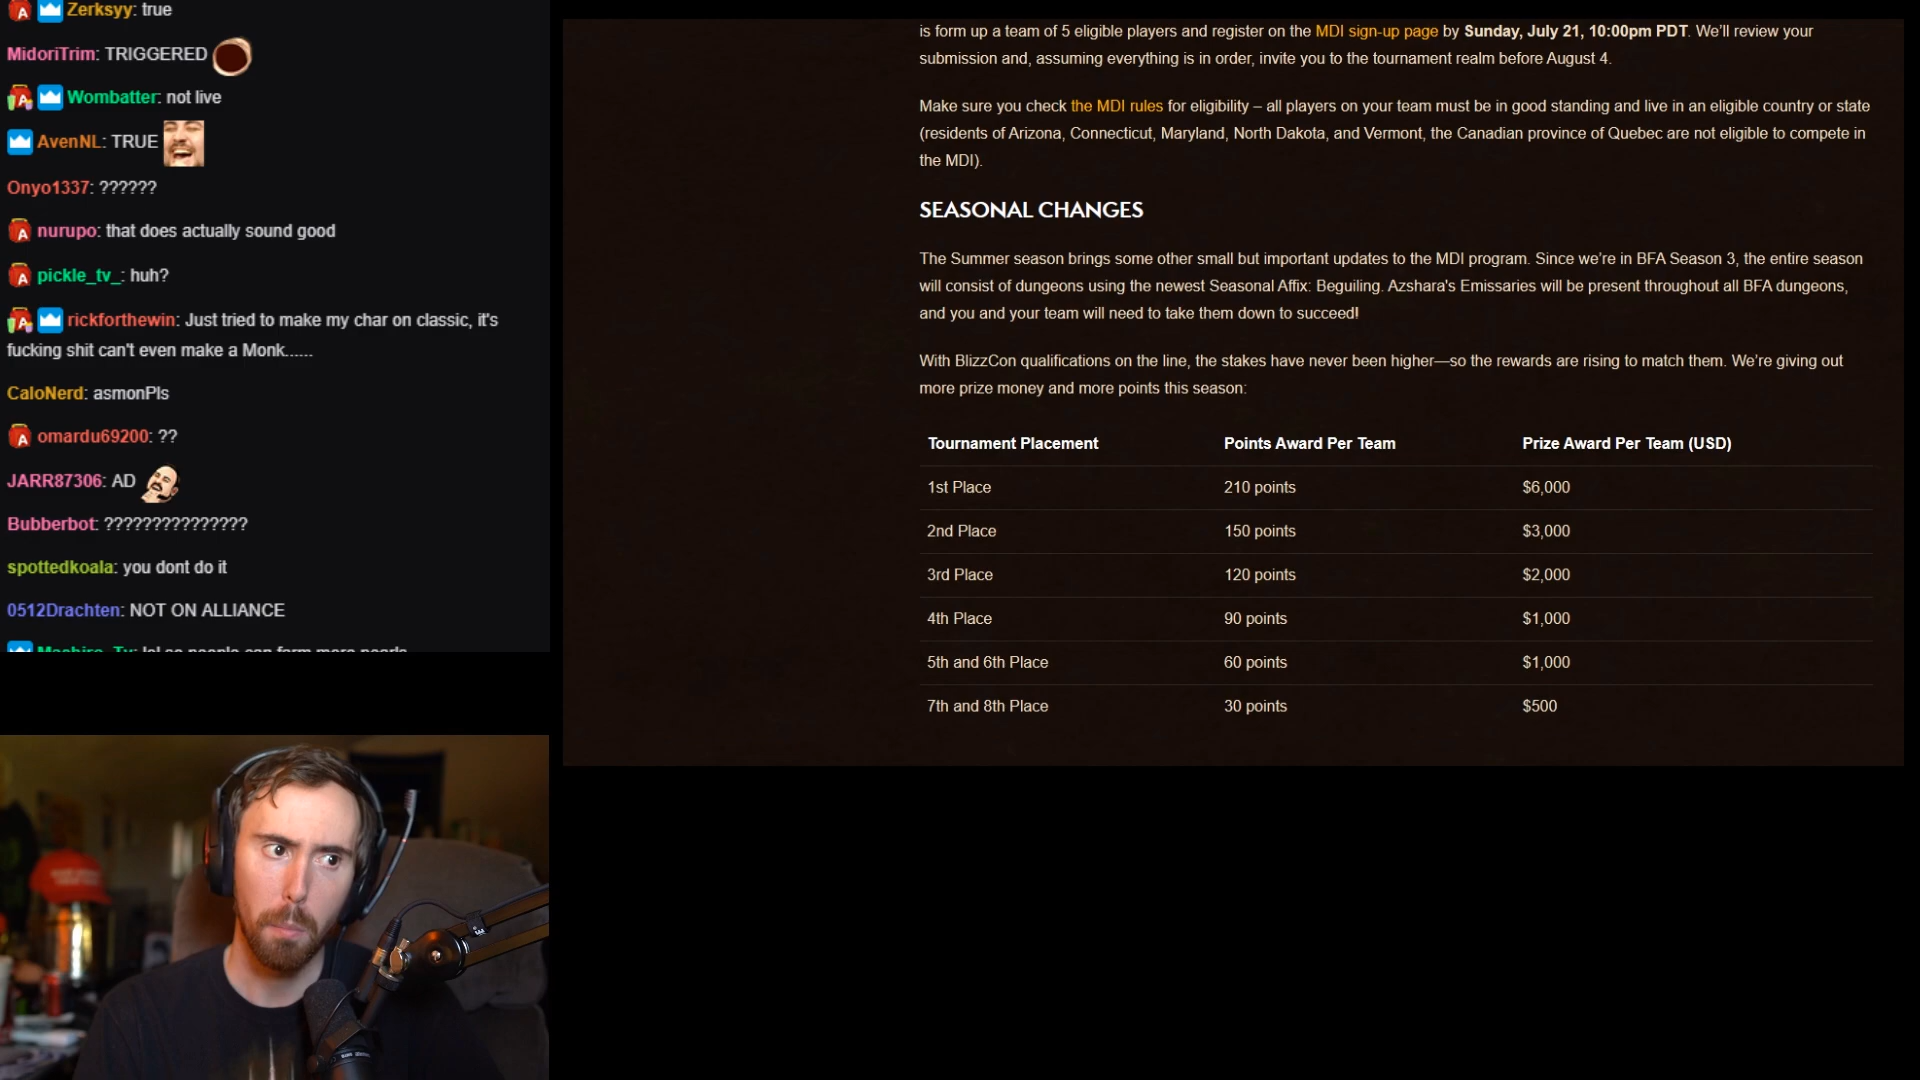 Zerksyy: true
MidoriTrim: TRIGGERED
Wombatter: not live
AvenNL: TRUE
Onyo1337: ??????
nurupo: that does actually sound good
pickle_tv_: huh?
rickforthewin: Just tried to make my char on classic, it's
fucking shit can't even make a Monk......
CaloNerd: asmonPls
omardu69200: ??
JARR87306: AD
Bubberbot: ???????????????
spottedkoala: you dont do it
0512Drachten: NOT ON ALLIANCE
is form up a team of 5 eligible players and register on the MDI sign-up page by Sunday, July 21, 10:00pm PDT. We'll review your
submission and, assuming everything is in order, invite you to the tournament realm before August 4.
Make sure you check the MDI rules for eligibility – all players on your team must be in good standing and live in an eligible country or state
(residents of Arizona, Connecticut, Maryland, North Dakota, and Vermont, the Canadian province of Quebec are not eligible to compete in
the MDI).
SEASONAL CHANGES
The Summer season brings some other small but important updates to the MDI program. Since we're in BFA Season 3, the entire season
will consist of dungeons using the newest Seasonal Affix: Beguiling. Azshara's Emissaries will be present throughout all BFA dungeons,
and you and your team will need to take them down to succeed!
With BlizzCon qualifications on the line, the stakes have never been higher—so the rewards are rising to match them. We're giving out
more prize money and more points this season:
Tournament Placement Points Award Per Team Prize Award Per Team (USD)
1st Place 210 points $6,000
2nd Place 150 points $3,000
3rd Place 120 points $2,000
4th Place 90 points $1,000
5th and 6th Place 60 points $1,000
7th and 8th Place 30 points $500